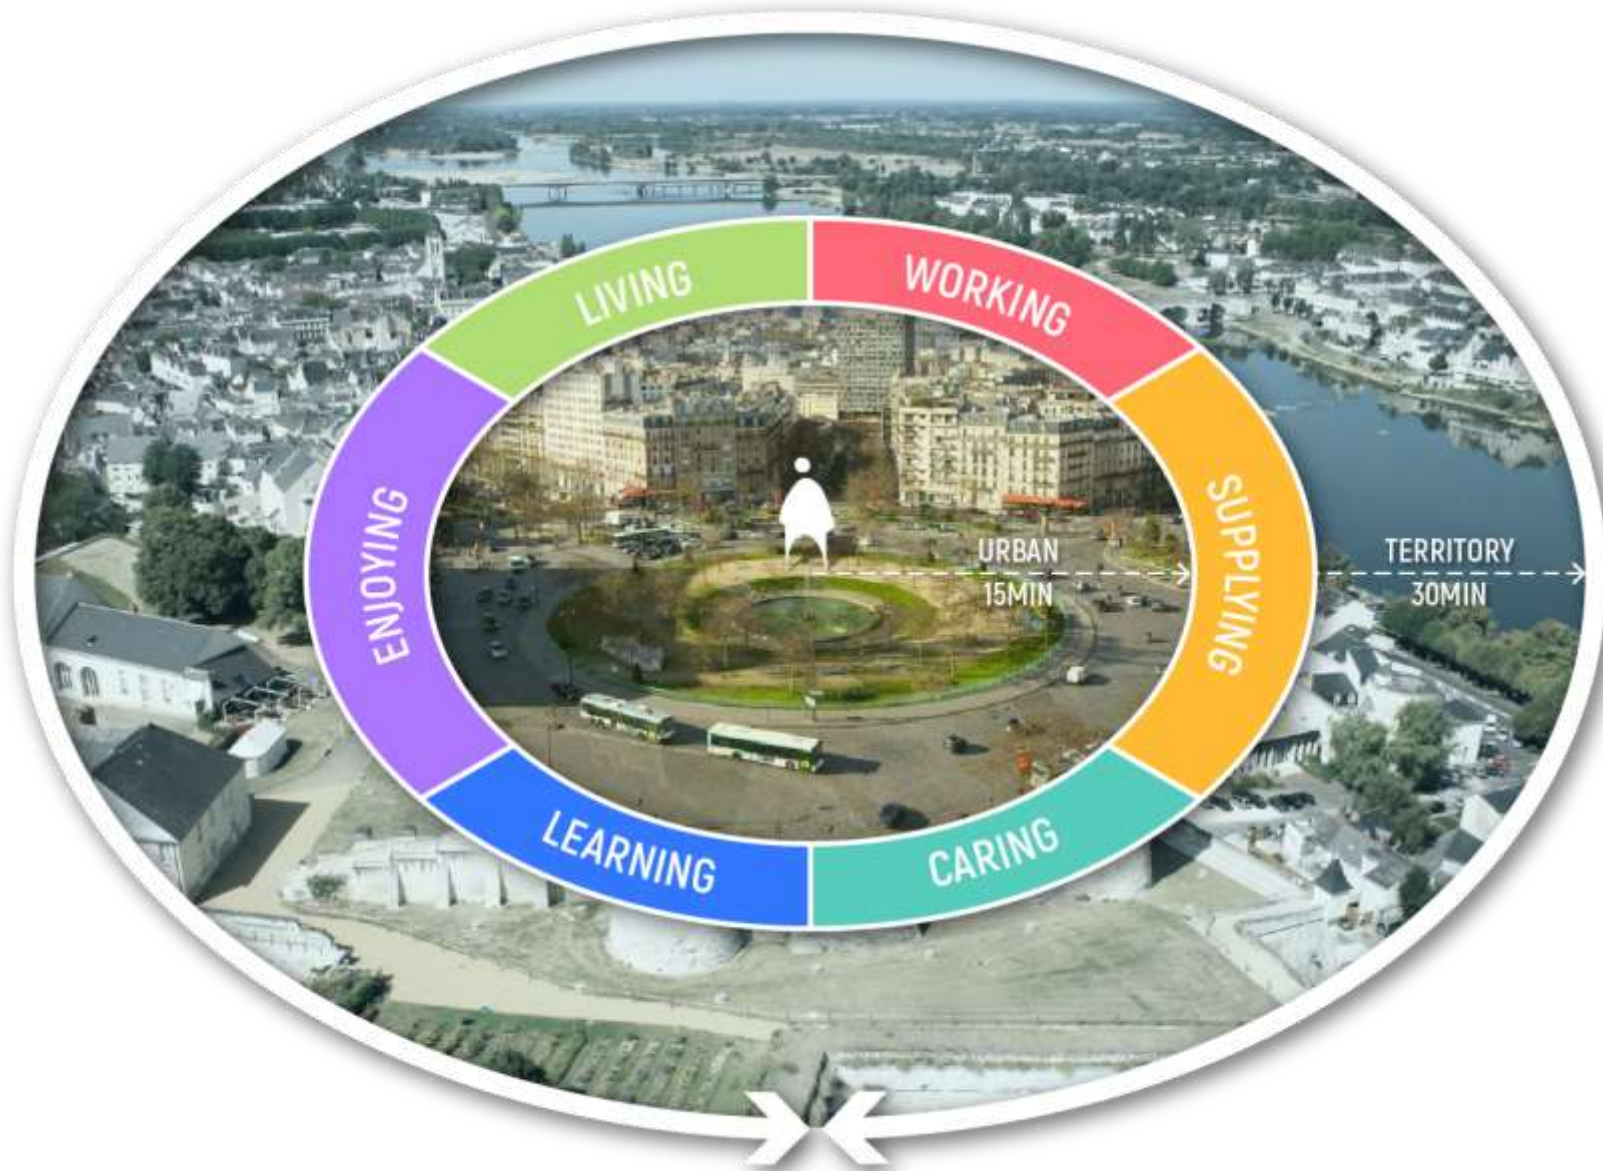 LIVING
WORKING
ENJOYING
SUPPLYING
URBAN
15MIN
TERRITORY
30MIN
LEARNING
CARING